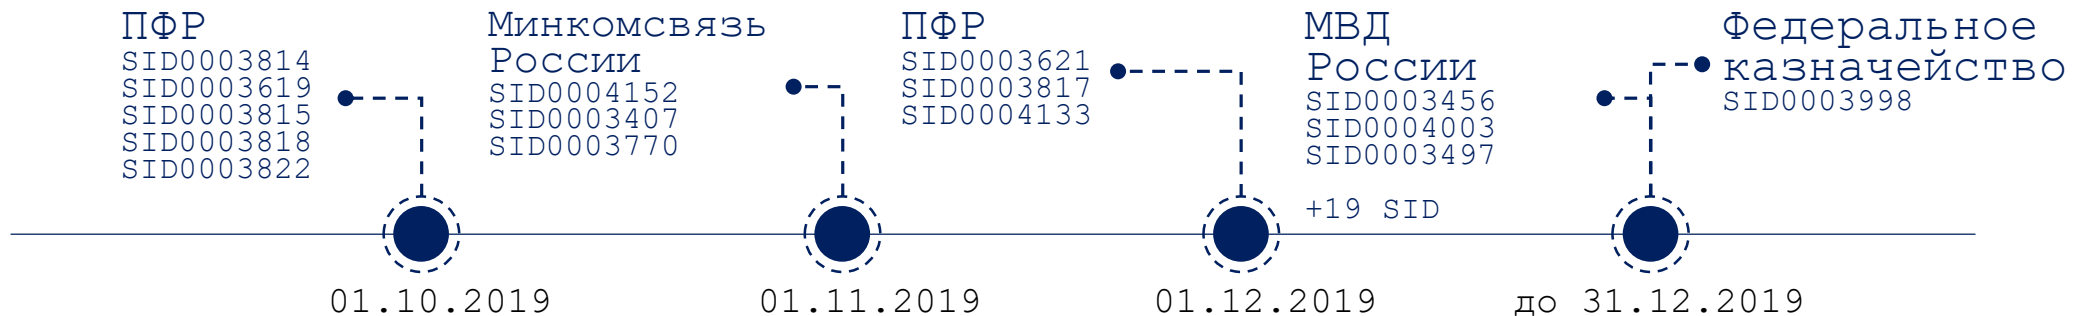 ПФР
SID0003814
SID0003619
SID0003815
SID0003818
SID0003822
Минкомсвязь
России
SID0004152
SID0003407
SID0003770
ПФР
SID0003621
SID0003817
SID0004133
МВД
России
SID0003456
SID0004003
SID0003497
+19 SID
Федеральное
казначейство
SID0003998
01.10.2019
01.11.2019
01.12.2019
до 31.12.2019